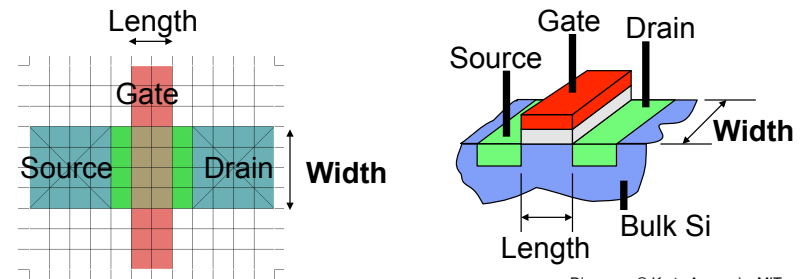 Length
Gate
Source
Drain
Width
Gate
Drain
Source
Width
Bulk Si
Length